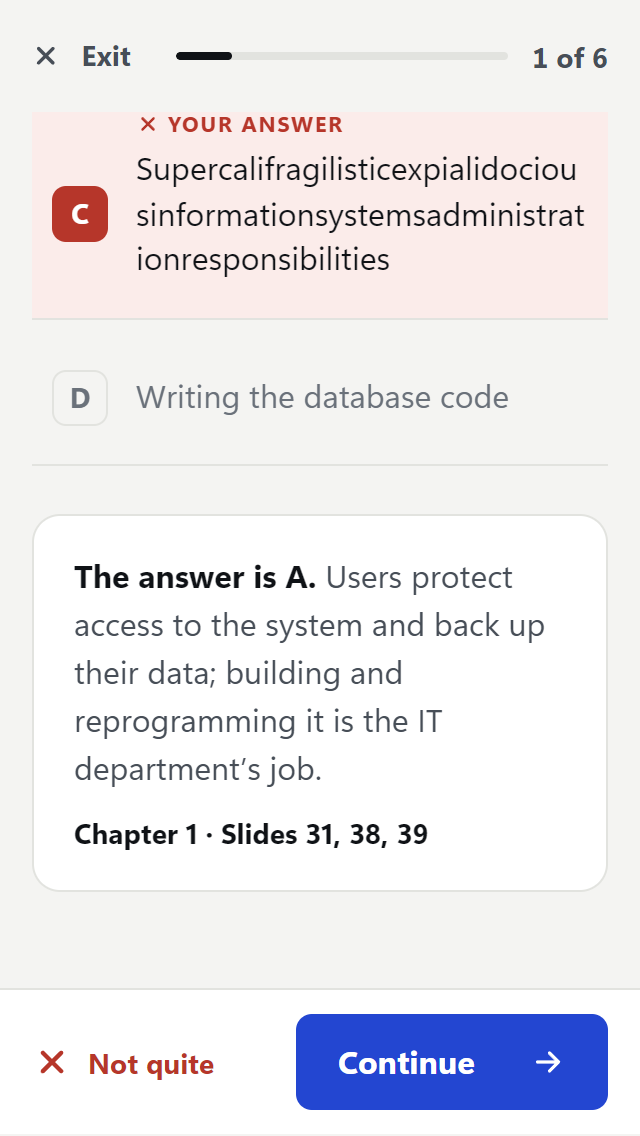 ✕ Exit 1 of 6
✕ YOUR ANSWER
C
Supercalifragilisticexpialidociou
sinformationsystemsadministrat
ionresponsibilities
D Writing the database code
The answer is A. Users protect
access to the system and back up
their data; building and
reprogramming it is the IT
department’s job.
Chapter 1 · Slides 31, 38, 39
✕ Not quite
Continue →